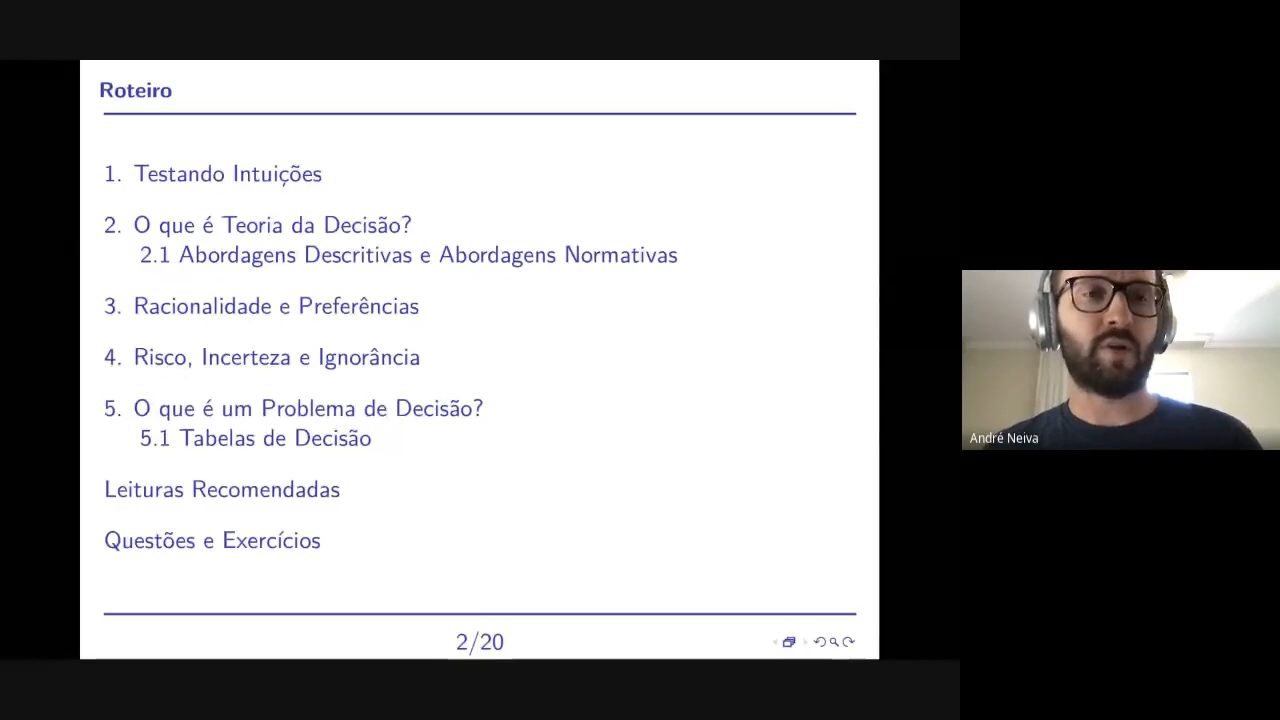 Roteiro
1. Testando Intuições
2. O que é Teoria da Decisão?
2.1 Abordagens Descritivas e Abordagens Normativas
3. Racionalidade e Preferências
4. Risco, Incerteza e Ignorância
5. O que é um Problema de Decisão?
5.1 Tabelas de Decisão
Leituras Recomendadas
Questões e Exercícios
2/20
André Neiva